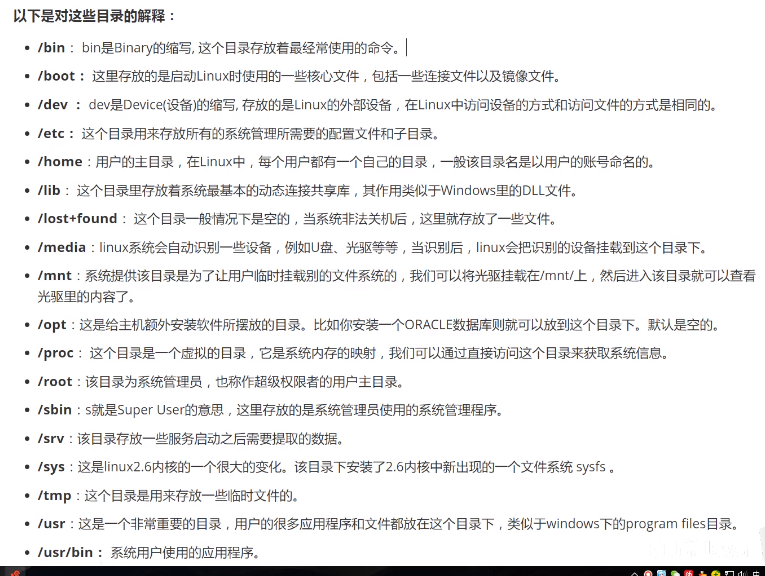 以下是对这些目录的解释：
/bin： bin是Binary的缩写, 这个目录存放着最经常使用的命令。
/boot： 这里存放的是启动Linux时使用的一些核心文件，包括一些连接文件以及镜像文件。
/dev ： dev是Device(设备)的缩写, 存放的是Linux的外部设备，在Linux中访问设备的方式和访问文件的方式是相同的。
/etc： 这个目录用来存放所有的系统管理所需要的配置文件和子目录。
/home：用户的主目录，在Linux中，每个用户都有一个自己的目录，一般该目录名是以用户的账号命名的。
/lib： 这个目录里存放着系统最基本的动态连接共享库，其作用类似于Windows里的DLL文件。
/lost+found： 这个目录一般情况下是空的，当系统非法关机后，这里就存放了一些文件。
/media：linux系统会自动识别一些设备，例如U盘、光驱等等，当识别后，linux会把识别的设备挂载到这个目录下。
/mnt：系统提供该目录是为了让用户临时挂载别的文件系统的，我们可以将光驱挂载在/mnt/上，然后进入该目录就可以查看
光驱里的内容了。
/opt：这是给主机额外安装软件所摆放的目录。比如你安装一个ORACLE数据库则就可以放到这个目录下。默认是空的。
/proc： 这个目录是一个虚拟的目录，它是系统内存的映射，我们可以通过直接访问这个目录来获取系统信息。
/root：该目录为系统管理员，也称作超级权限者的用户主目录。
/sbin：s就是Super User的意思，这里存放的是系统管理员使用的系统管理程序。
/srv：该目录存放一些服务启动之后需要提取的数据。
/sys：这是linux2.6内核的一个很大的变化。该目录下安装了2.6内核中新出现的一个文件系统 sysfs 。
/tmp：这个目录是用来存放一些临时文件的。
/usr：这是一个非常重要的目录，用户的很多应用程序和文件都放在这个目录下，类似于windows下的program files目录。
/usr/bin： 系统用户使用的应用程序。